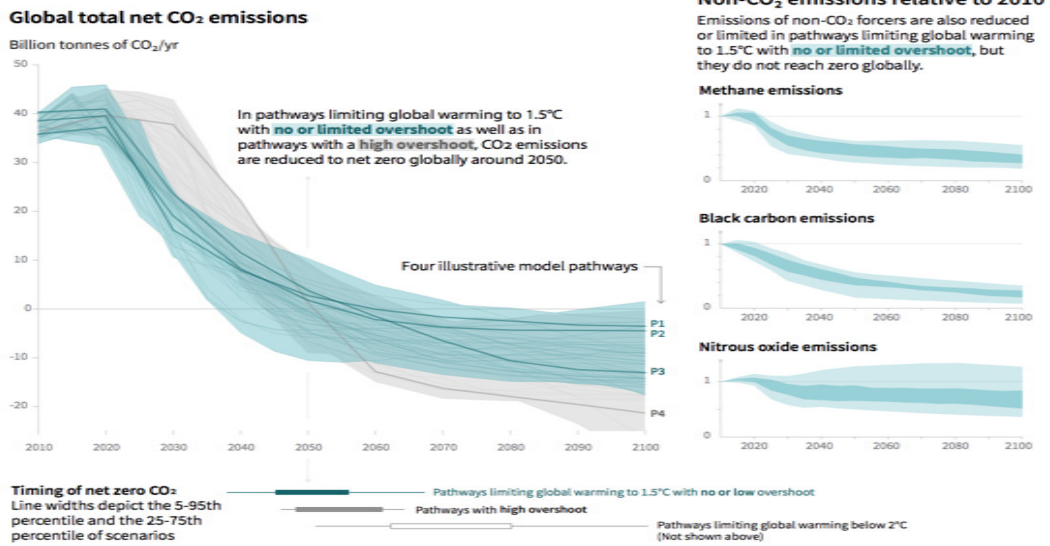 Global total net CO₂ emissions
Billion tonnes of CO₂/yr
50
40
30
20
10
0
-10
-20
2010
2020
2030
2040
2050
2060
2070
2080
2090
2100
In pathways limiting global warming to 1.5°C
with no or limited overshoot as well as in
pathways with a high overshoot, CO2 emissions
are reduced to net zero globally around 2050.
Four illustrative model pathways
P1
P2
P3
P4
Non-CO₂ emissions relative to 2010
Emissions of non-CO₂ forcers are also reduced
or limited in pathways limiting global warming
to 1.5°C with no or limited overshoot, but
they do not reach zero globally.
Methane emissions
1
0
2020
2040
2060
2080
2100
Black carbon emissions
1
0
2020
2040
2060
2080
2100
Nitrous oxide emissions
1
0
2020
2040
2060
2080
2100
Timing of net zero CO₂
Line widths depict the 5-95th
percentile and the 25-75th
percentile of scenarios
Pathways limiting global warming to 1.5°C with no or low overshoot
Pathways with high overshoot
Pathways limiting global warming below 2°C
(Not shown above)